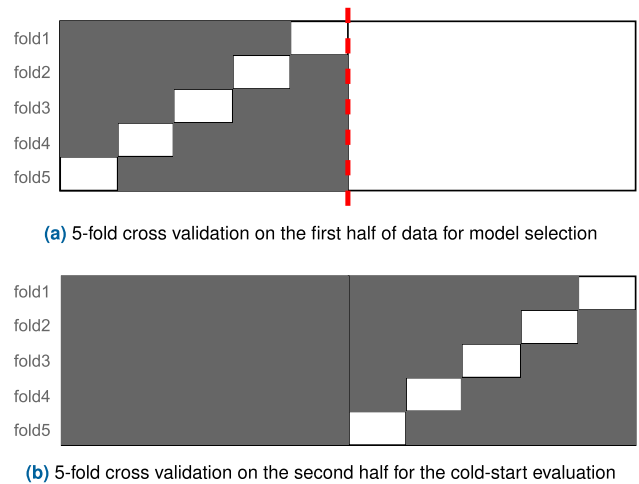 fold1
fold2
fold3
fold4
fold5
(a) 5-fold cross validation on the first half of data for model selection
fold1
fold2
fold3
fold4
fold5
(b) 5-fold cross validation on the second half for the cold-start evaluation